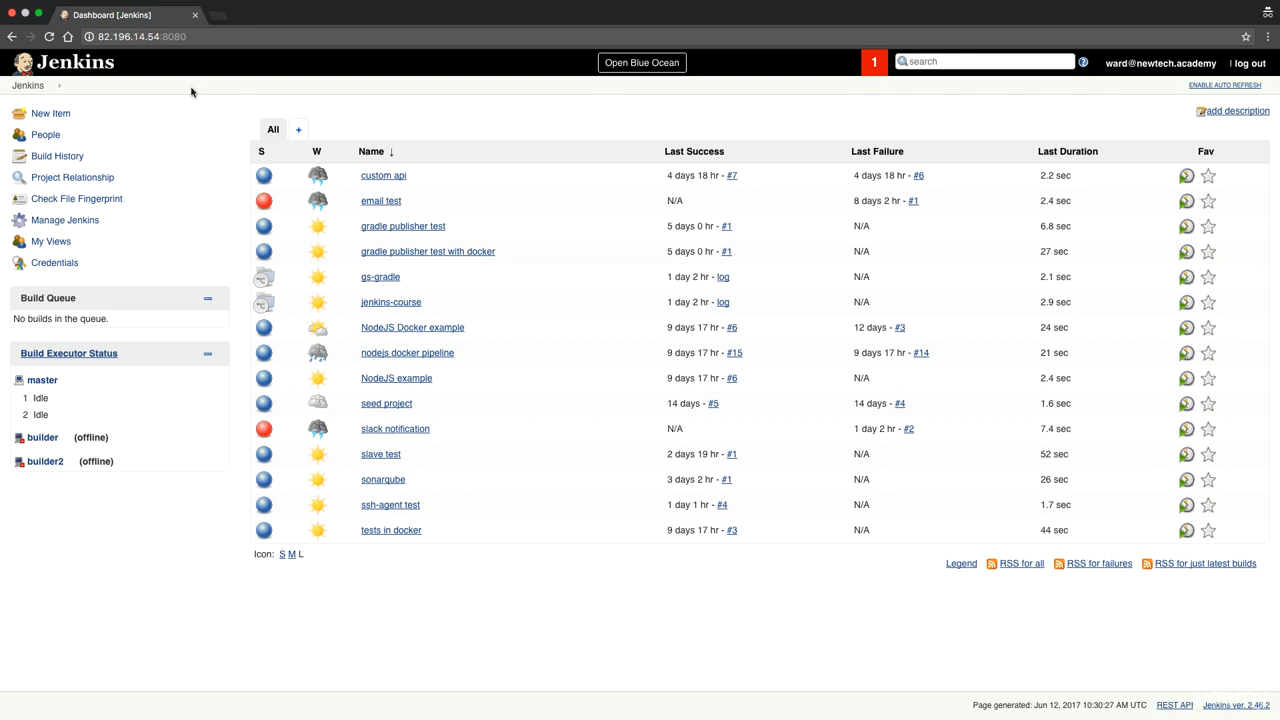 Dashboard [Jenkins]
82.196.14.54:8080
Jenkins Open Blue Ocean 1 search ward@newtech.academy | log out
Jenkins ENABLE AUTO REFRESH
add description
New Item
People
Build History
Project Relationship
Check File Fingerprint
Manage Jenkins
My Views
Credentials
Build Queue
No builds in the queue.
Build Executor Status
master
1 Idle
2 Idle
builder (offline)
builder2 (offline)
All +
S W Name ↓ Last Success Last Failure Last Duration Fav
custom api 4 days 18 hr - #7 4 days 18 hr - #6 2.2 sec
email test N/A 8 days 2 hr - #1 2.4 sec
gradle publisher test 5 days 0 hr - #1 N/A 6.8 sec
gradle publisher test with docker 5 days 0 hr - #1 N/A 27 sec
gs-gradle 1 day 2 hr - log N/A 2.1 sec
jenkins-course 1 day 2 hr - log N/A 2.9 sec
NodeJS Docker example 9 days 17 hr - #6 12 days - #3 24 sec
nodejs docker pipeline 9 days 17 hr - #15 9 days 17 hr - #14 21 sec
NodeJS example 9 days 17 hr - #6 N/A 2.4 sec
seed project 14 days - #5 14 days - #4 1.6 sec
slack notification N/A 1 day 2 hr - #2 7.4 sec
slave test 2 days 19 hr - #1 N/A 52 sec
sonarqube 3 days 2 hr - #1 N/A 26 sec
ssh-agent test 1 day 1 hr - #4 N/A 1.7 sec
tests in docker 9 days 17 hr - #3 N/A 44 sec
Icon: S M L
Legend RSS for all RSS for failures RSS for just latest builds
Page generated: Jun 12, 2017 10:30:27 AM UTC REST API Jenkins ver. 2.46.2